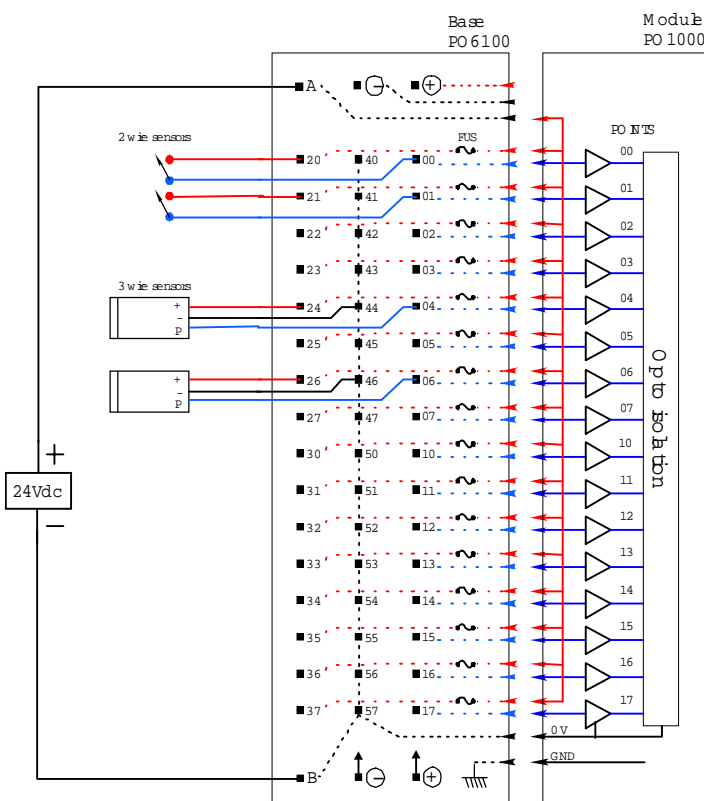 Base
PO6100
Module
PO1000
A
2 wire sensors
FUS
POINTS
20 40 00 00
21 41 01 01
22 42 02 02
23 43 03 03
3 wire sensors
24 44 04 04
+
−
P
25 45 05 05
26 46 06 06
+
−
P
27 47 07 07
30 50 10 10
31 51 11 11
32 52 12 12
33 53 13 13
34 54 14 14
35 55 15 15
36 56 16 16
37 57 17 17
Opto isolation
+
24Vdc
−
0V
GND
B